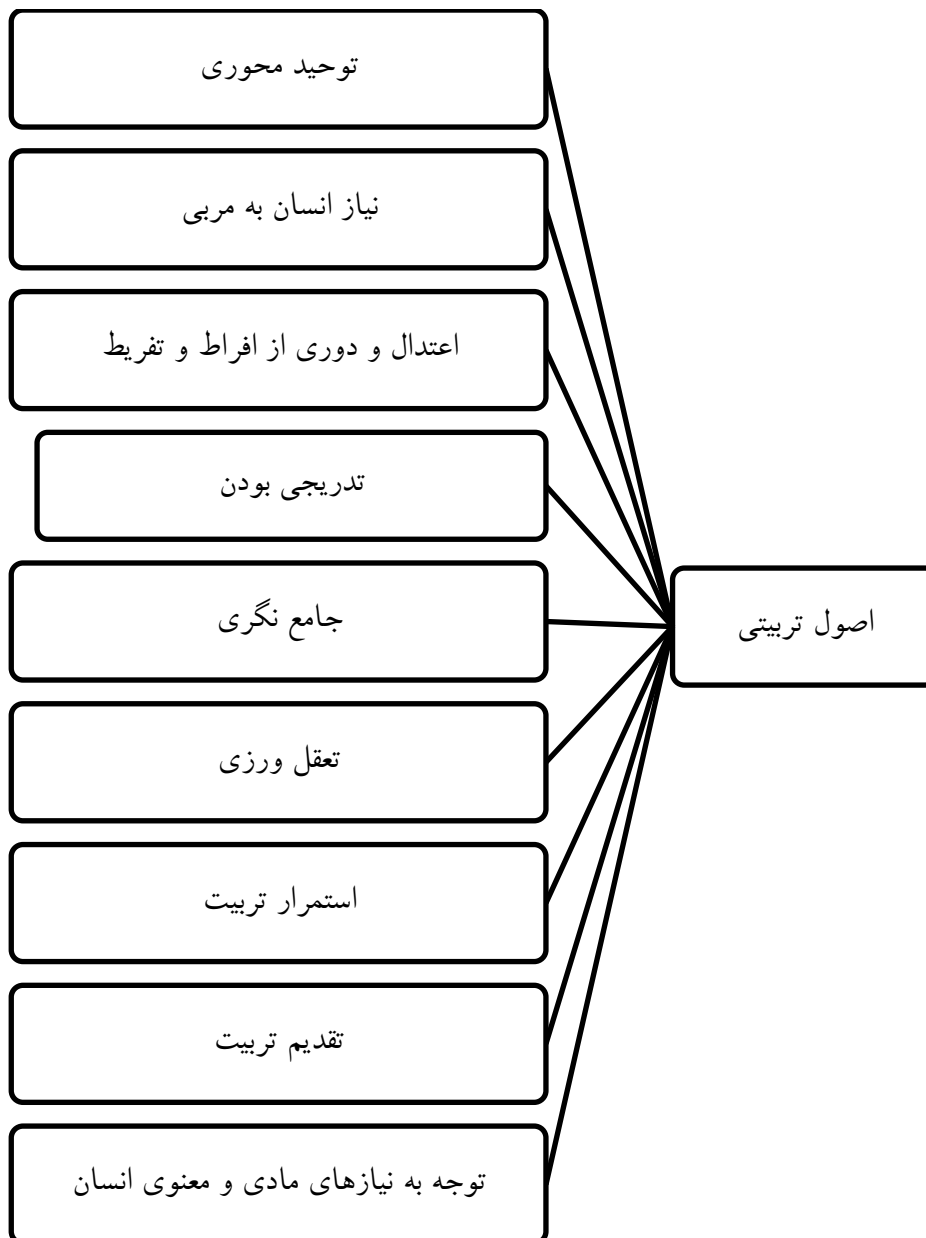 اصول تربیتی
توحید محوری
نیاز انسان به مربی
اعتدال و دوری از افراط و تفریط
تدریجی بودن
جامع نگری
تعقل ورزی
استمرار تربیت
تقدیم تربیت
توجه به نیازهای مادی و معنوی انسان